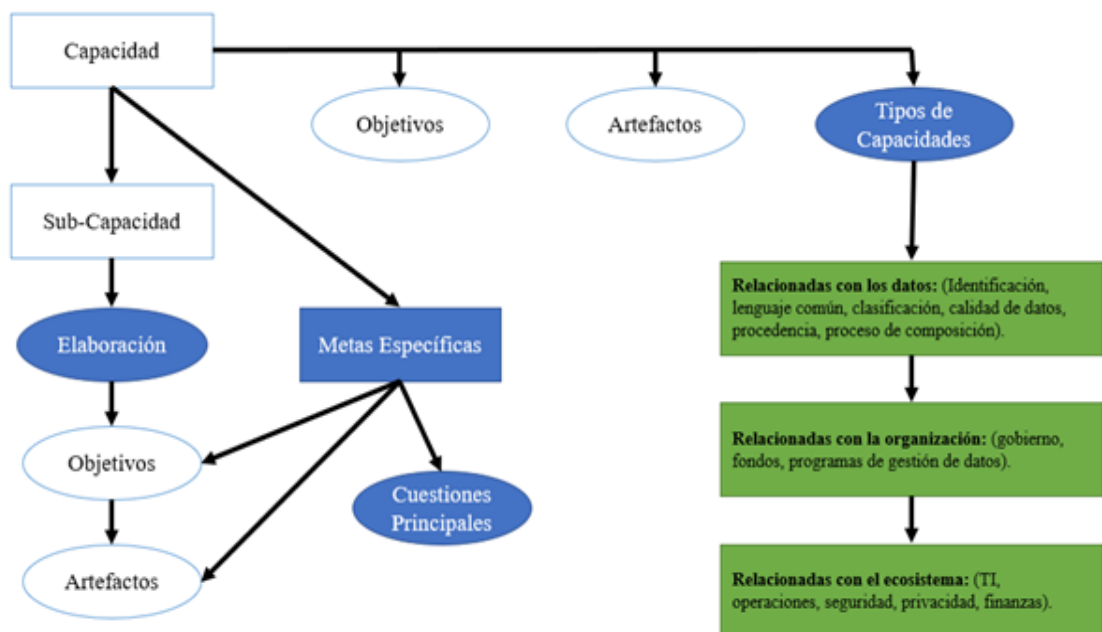 Capacidad
Objetivos
Artefactos
Tipos de
Capacidades
Sub-Capacidad
Elaboración
Metas Específicas
Objetivos
Cuestiones
Principales
Artefactos
Relacionadas con los datos: (Identificación,
lenguaje común, clasificación, calidad de datos,
procedencia, proceso de composición).
Relacionadas con la organización: (gobierno,
fondos, programas de gestión de datos).
Relacionadas con el ecosistema: (TI,
operaciones, seguridad, privacidad, finanzas).